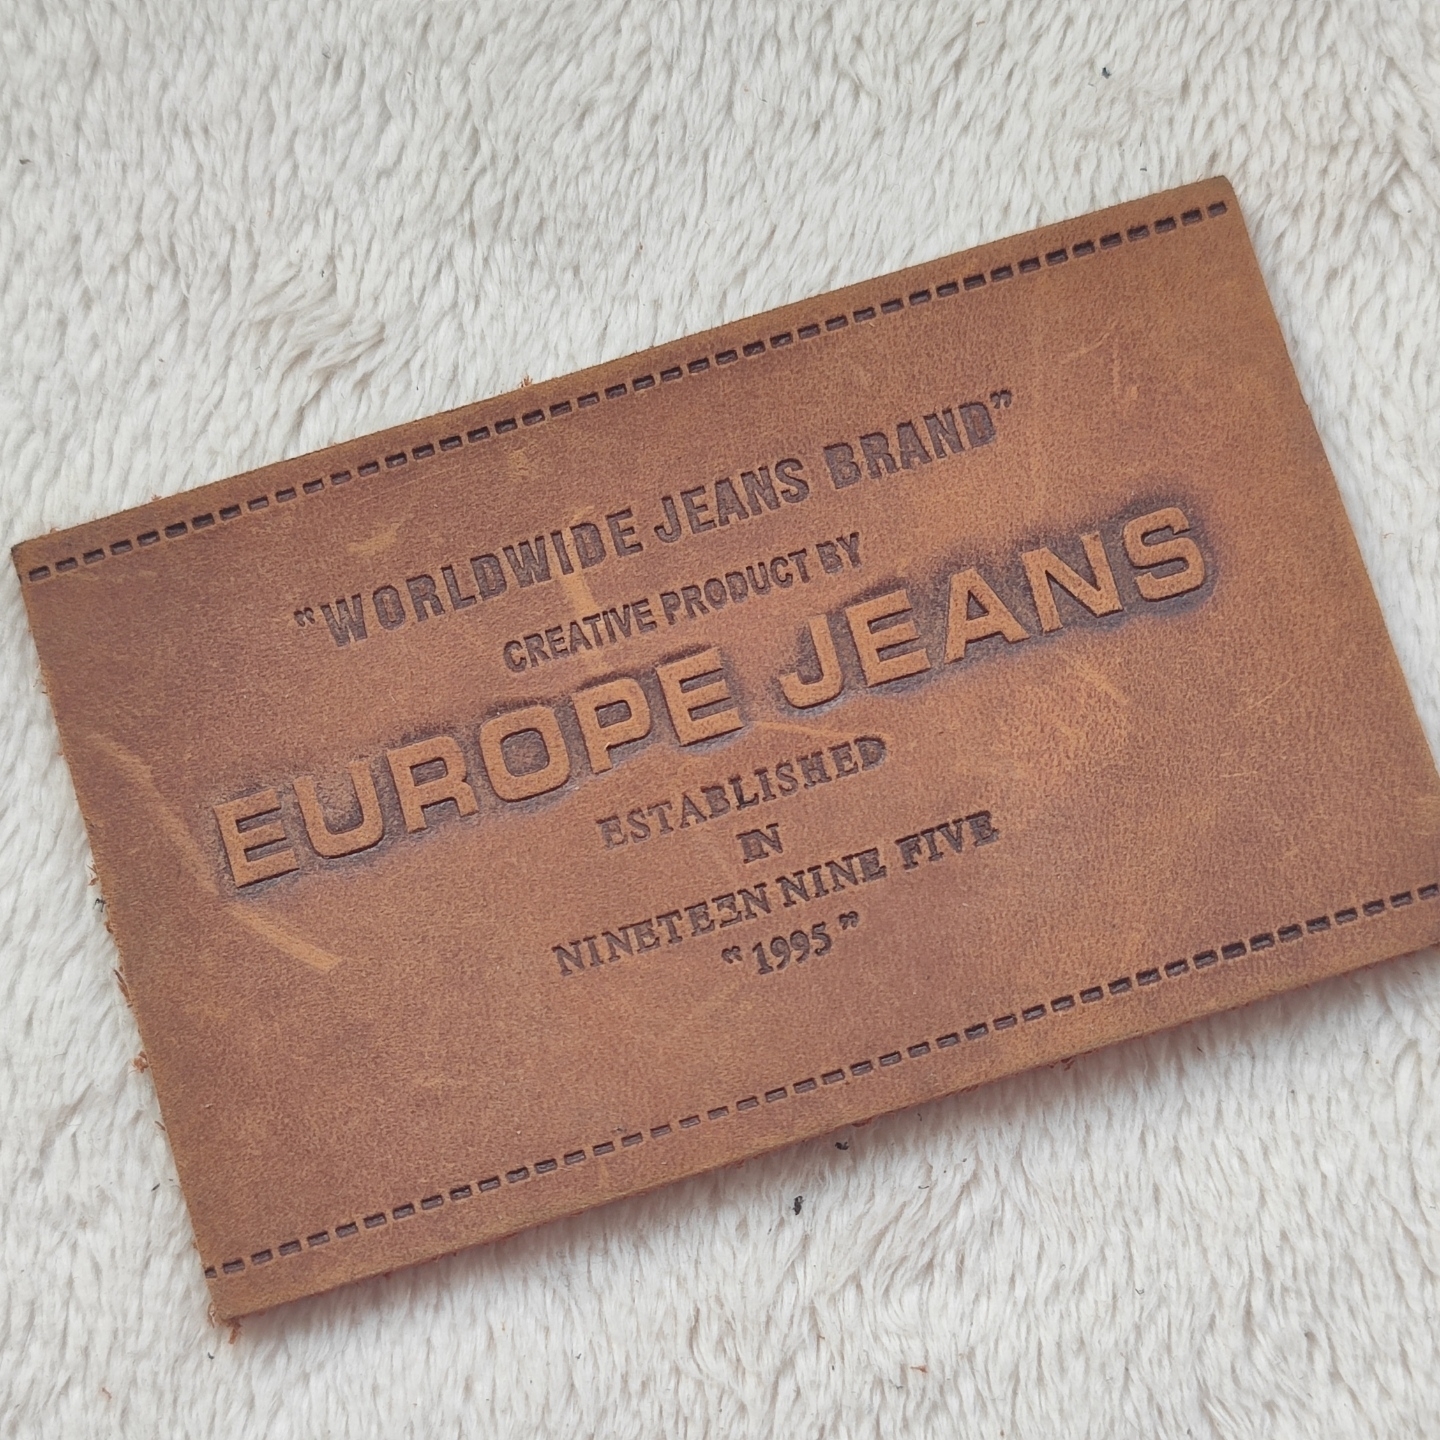 “WORLDWIDE JEANS BRAND”
CREATIVE PRODUCT BY
EUROPE JEANS
ESTABLISHED
IN
NINETEEN NINE FIVE
“1995”